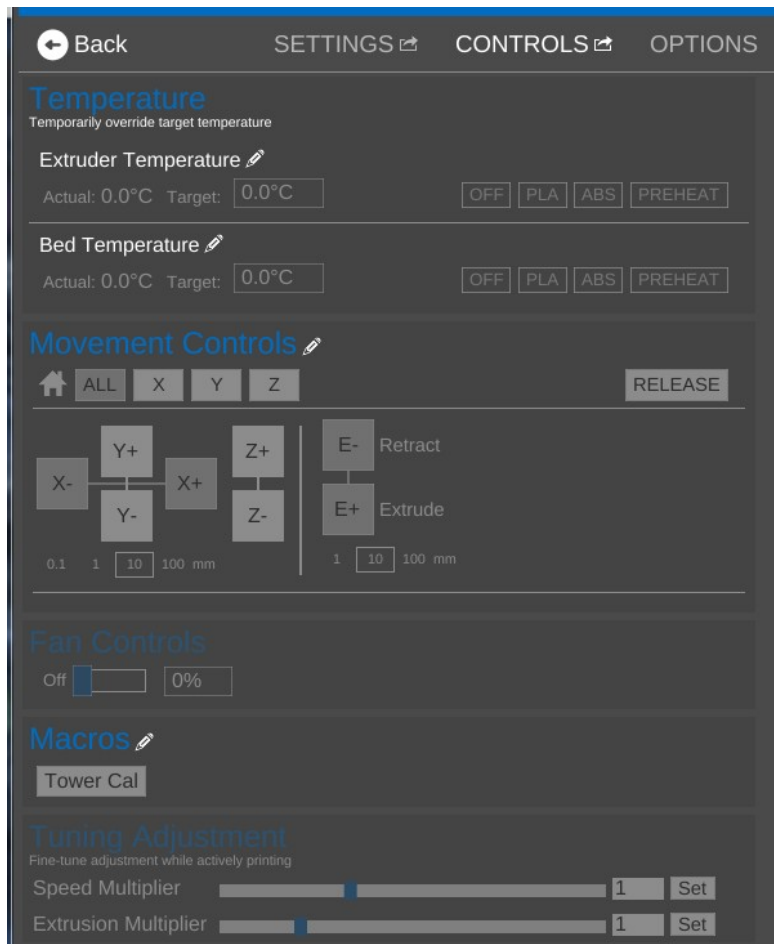 Back SETTINGS CONTROLS OPTIONS
Temperature
Temporarily override target temperature
Extruder Temperature
Actual: 0.0°C Target: 0.0°C OFF PLA ABS PREHEAT
Bed Temperature
Actual: 0.0°C Target: 0.0°C OFF PLA ABS PREHEAT
Movement Controls
ALL X Y Z RELEASE
Y+ Z+ E- Retract
X- X+
Y- Z- E+ Extrude
0.1 1 10 100 mm 1 10 100 mm
Fan Controls
Off 0%
Macros
Tower Cal
Tuning Adjustment
Fine-tune adjustment while actively printing
Speed Multiplier 1 Set
Extrusion Multiplier 1 Set